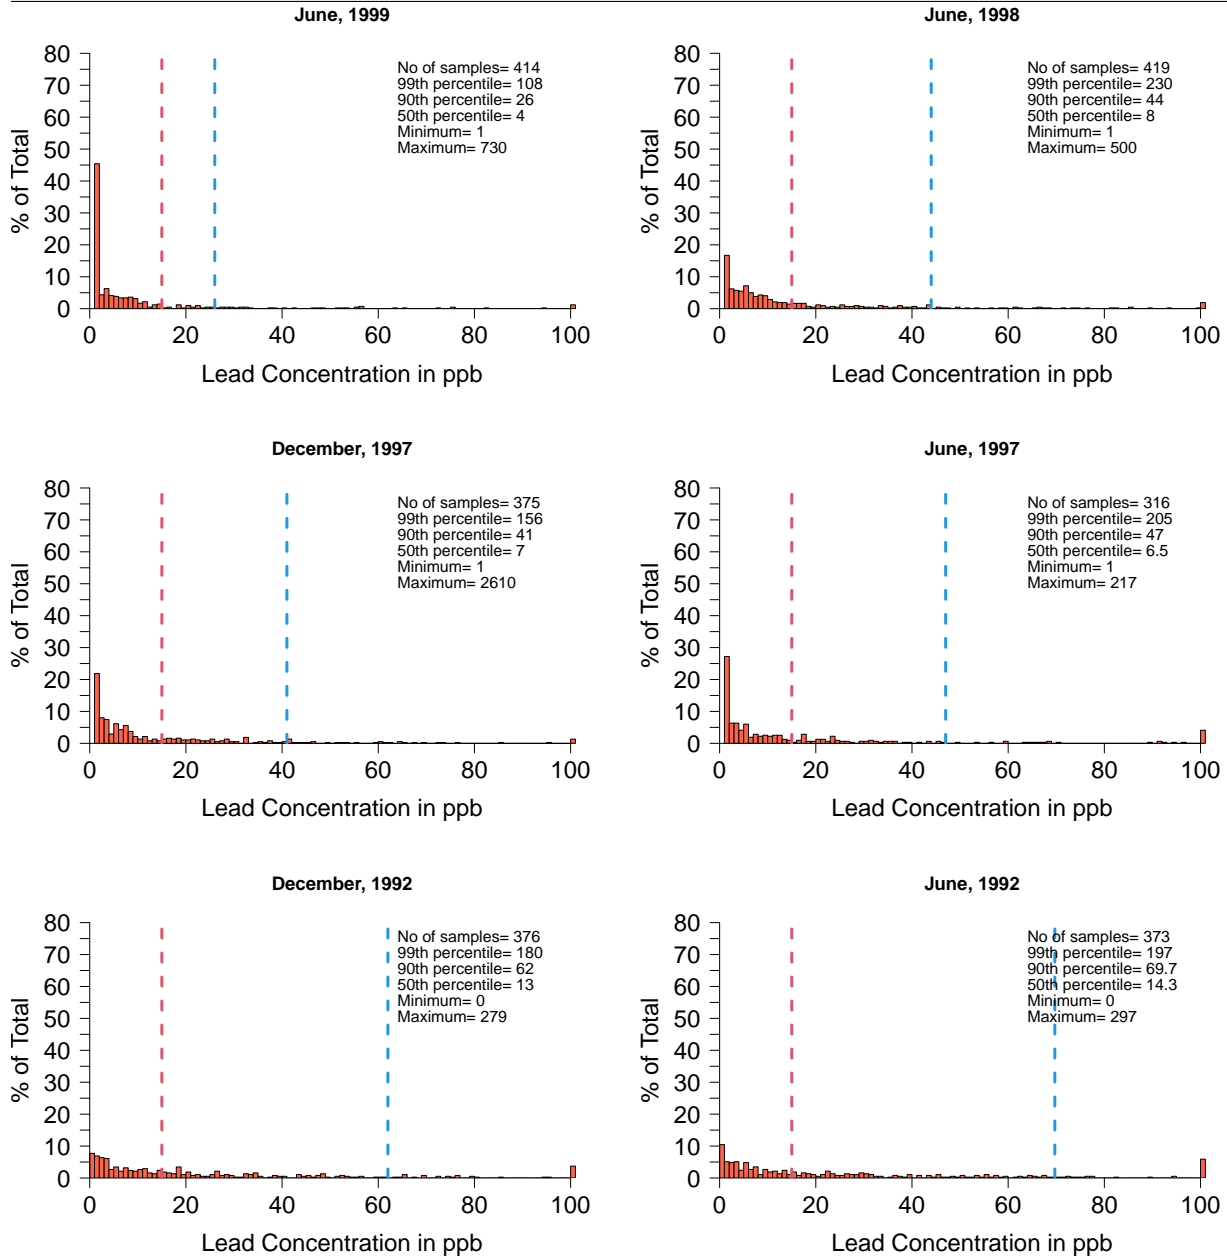 June, 1999
No of samples= 414
99th percentile= 108
90th percentile= 26
50th percentile= 4
Minimum= 1
Maximum= 730
% of Total
80
70
60
50
40
30
20
10
0
0 20 40 60 80 100
Lead Concentration in ppb
June, 1998
No of samples= 419
99th percentile= 230
90th percentile= 44
50th percentile= 8
Minimum= 1
Maximum= 500
% of Total
80
70
60
50
40
30
20
10
0
0 20 40 60 80 100
Lead Concentration in ppb
December, 1997
No of samples= 375
99th percentile= 156
90th percentile= 41
50th percentile= 7
Minimum= 1
Maximum= 2610
% of Total
80
70
60
50
40
30
20
10
0
0 20 40 60 80 100
Lead Concentration in ppb
June, 1997
No of samples= 316
99th percentile= 205
90th percentile= 47
50th percentile= 6.5
Minimum= 1
Maximum= 217
% of Total
80
70
60
50
40
30
20
10
0
0 20 40 60 80 100
Lead Concentration in ppb
December, 1992
No of samples= 376
99th percentile= 180
90th percentile= 62
50th percentile= 13
Minimum= 0
Maximum= 279
% of Total
80
70
60
50
40
30
20
10
0
0 20 40 60 80 100
Lead Concentration in ppb
June, 1992
No of samples= 373
99th percentile= 197
90th percentile= 69.7
50th percentile= 14.3
Minimum= 0
Maximum= 297
% of Total
80
70
60
50
40
30
20
10
0
0 20 40 60 80 100
Lead Concentration in ppb